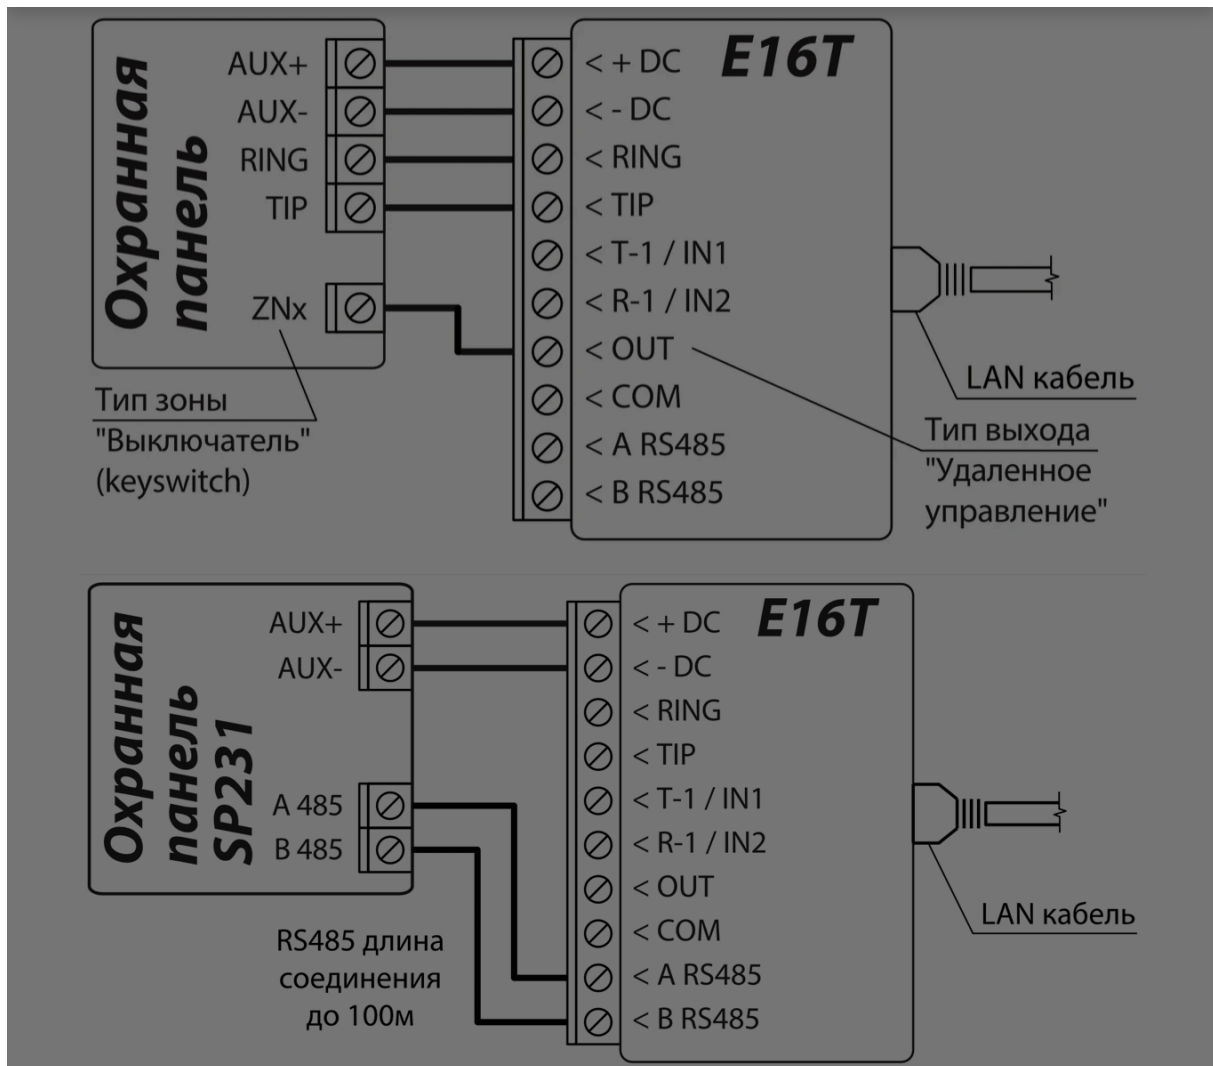 Охранная
панель
AUX+
AUX-
RING
TIP
ZNx
Тип зоны
"Выключатель"
(keyswitch)
E16T
< + DC
< - DC
< RING
< TIP
< T-1 / IN1
< R-1 / IN2
< OUT
< COM
< A RS485
< B RS485
LAN кабель
Тип выхода
"Удаленное
управление"
Охранная
панель
SP231
AUX+
AUX-
A 485
B 485
RS485 длина
соединения
до 100м
E16T
< + DC
< - DC
< RING
< TIP
< T-1 / IN1
< R-1 / IN2
< OUT
< COM
< A RS485
< B RS485
LAN кабель